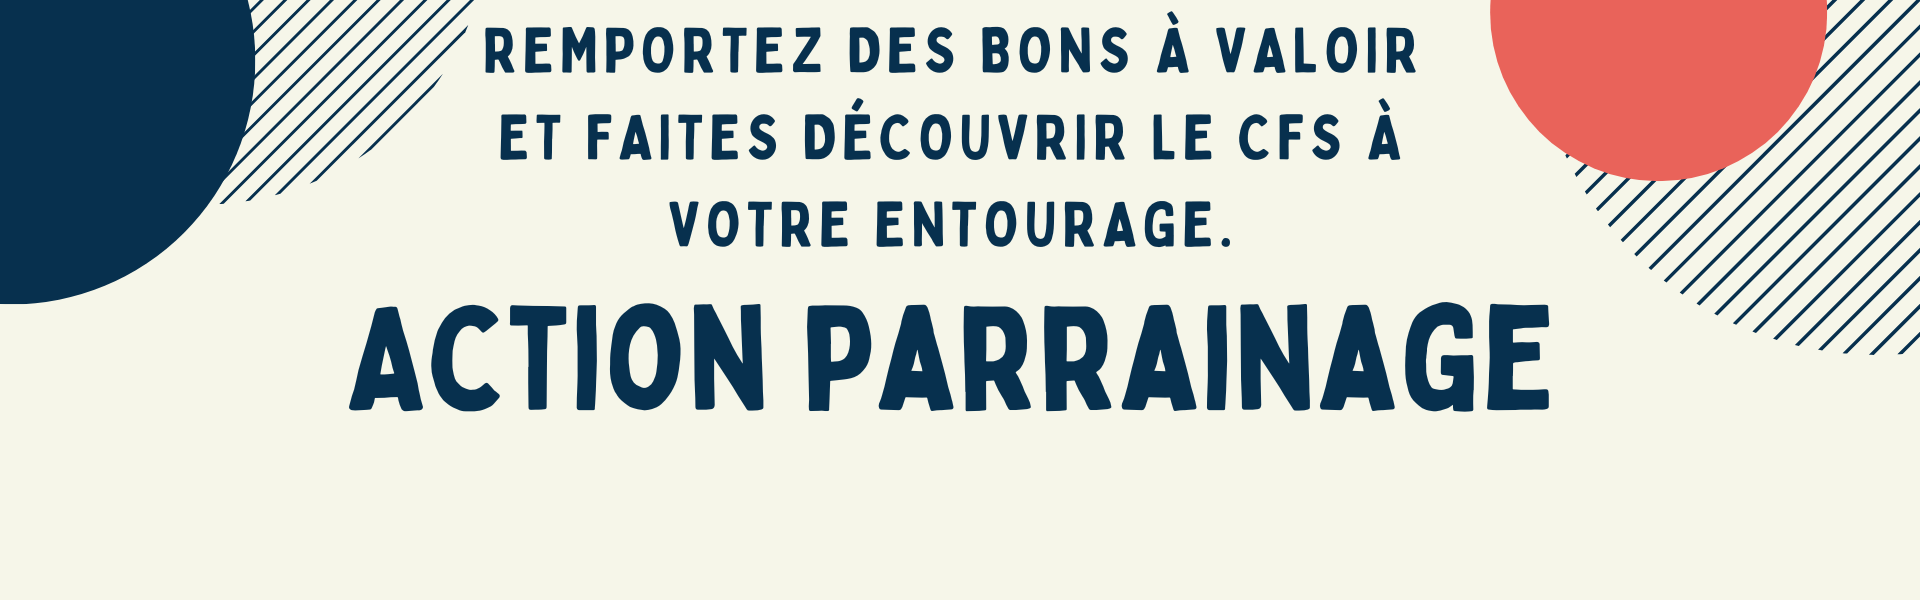 REMPORTEZ DES BONS À VALOIR
ET FAITES DÉCOUVRIR LE CFS À
VOTRE ENTOURAGE.
ACTION PARRAINAGE